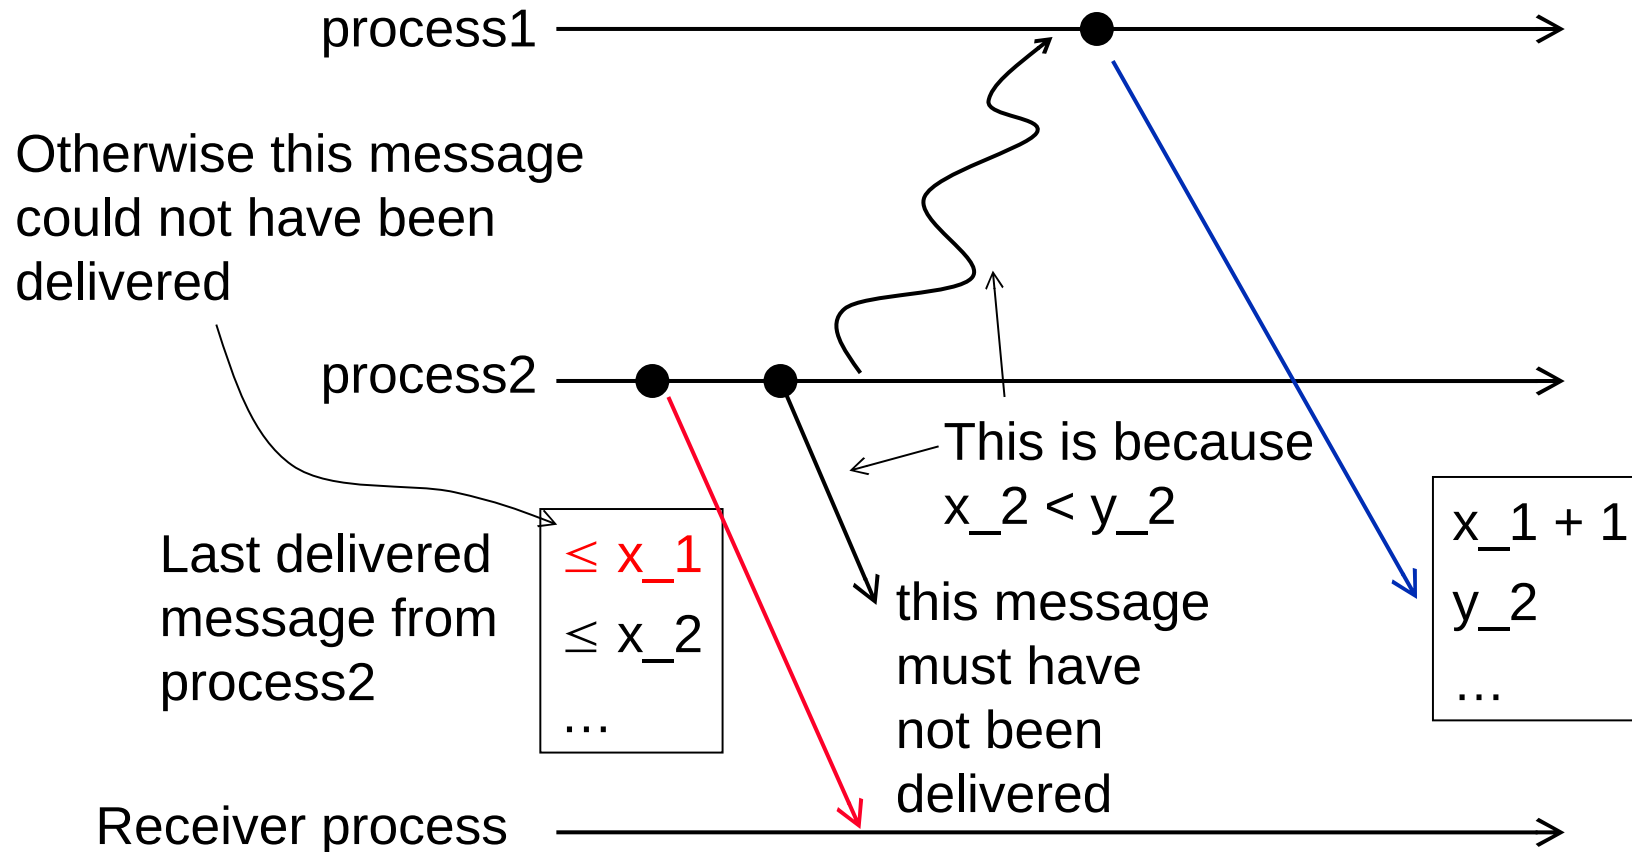 process1
Otherwise this message
could not have been
delivered
process2
This is because
x_2 < y_2
Last delivered
message from
process2
≤ x_1
≤ x_2
…
this message
must have
not been
delivered
x_1 + 1
y_2
…
Receiver process